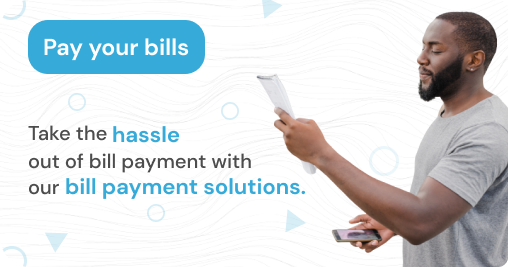 Pay your bills
Take the hassle
out of bill payment with
our bill payment solutions.